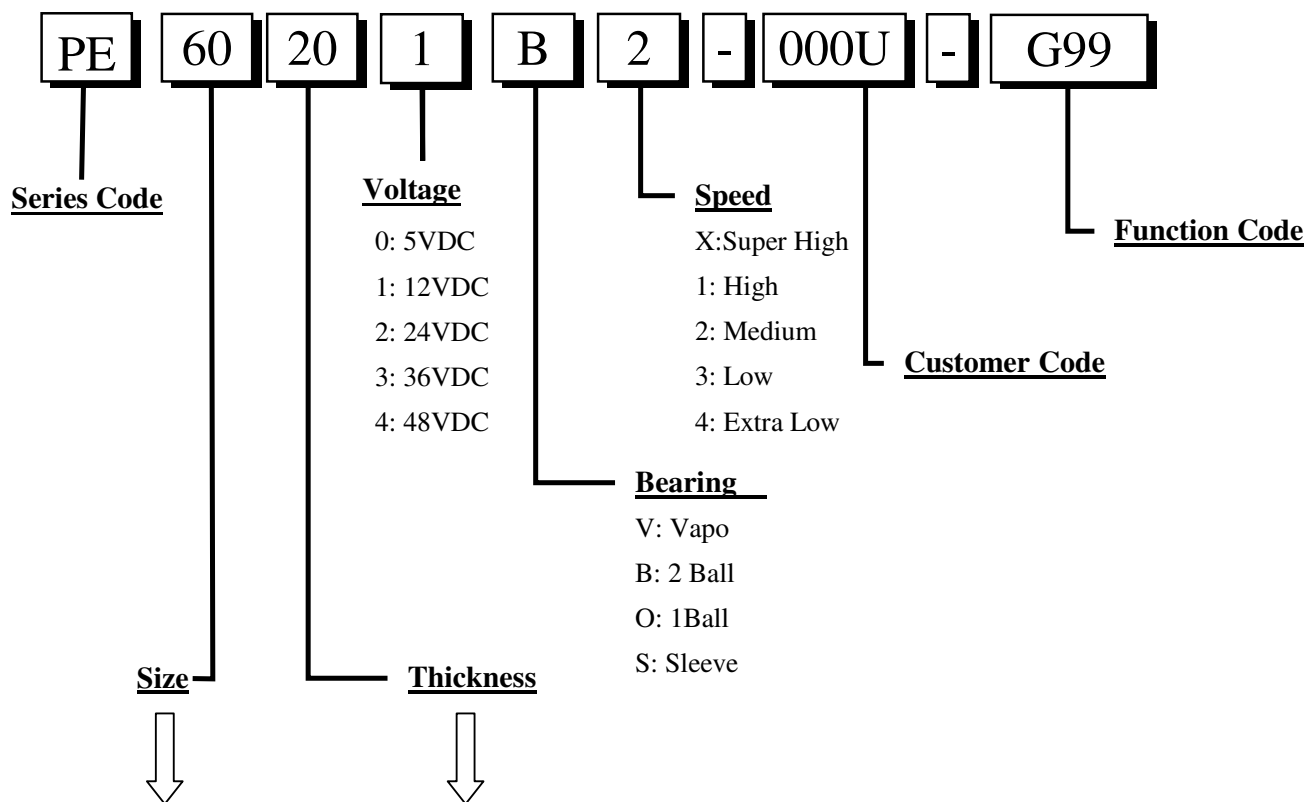 PE 60 20 1 B 2 - 000U - G99
Series Code
Voltage
0: 5VDC
1: 12VDC
2: 24VDC
3: 36VDC
4: 48VDC
Speed
X:Super High
1: High
2: Medium
3: Low
4: Extra Low
Function Code
Customer Code
Bearing
V: Vapo
B: 2 Ball
O: 1Ball
S: Sleeve
Size
Thickness